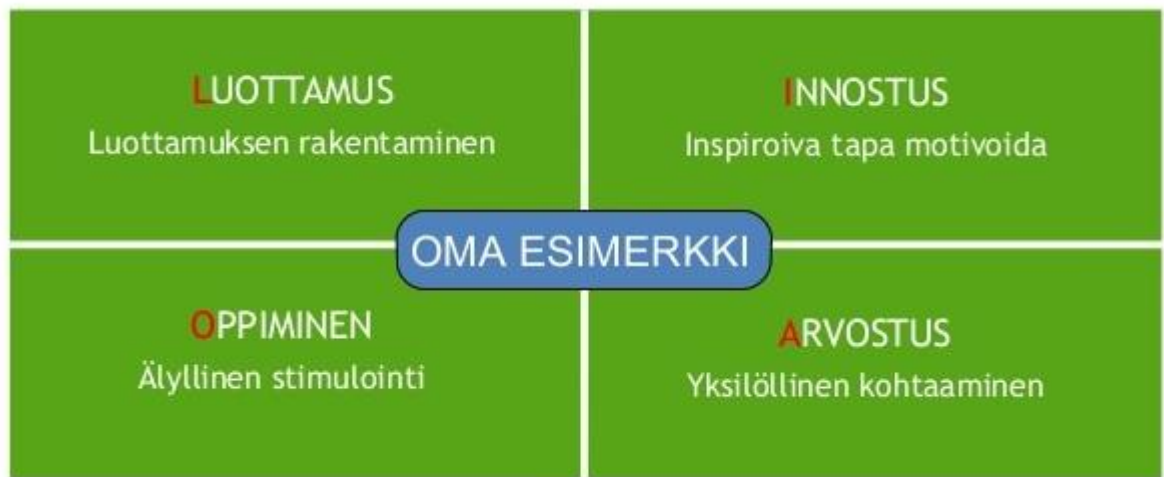 LUOTTAMUS
Luottamuksen rakentaminen
INNOSTUS
Inspiroiva tapa motivoida
OMA ESIMERKKI
OPPIMINEN
Älyllinen stimulointi
ARVOSTUS
Yksilöllinen kohtaaminen